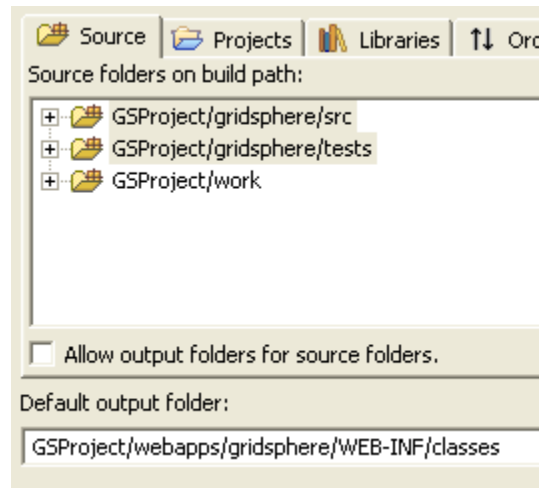 Source Projects Libraries Ord
Source folders on build path:
GSProject/gridsphere/src
GSProject/gridsphere/tests
GSProject/work
Allow output folders for source folders.
Default output folder:
GSProject/webapps/gridsphere/WEB-INF/classes